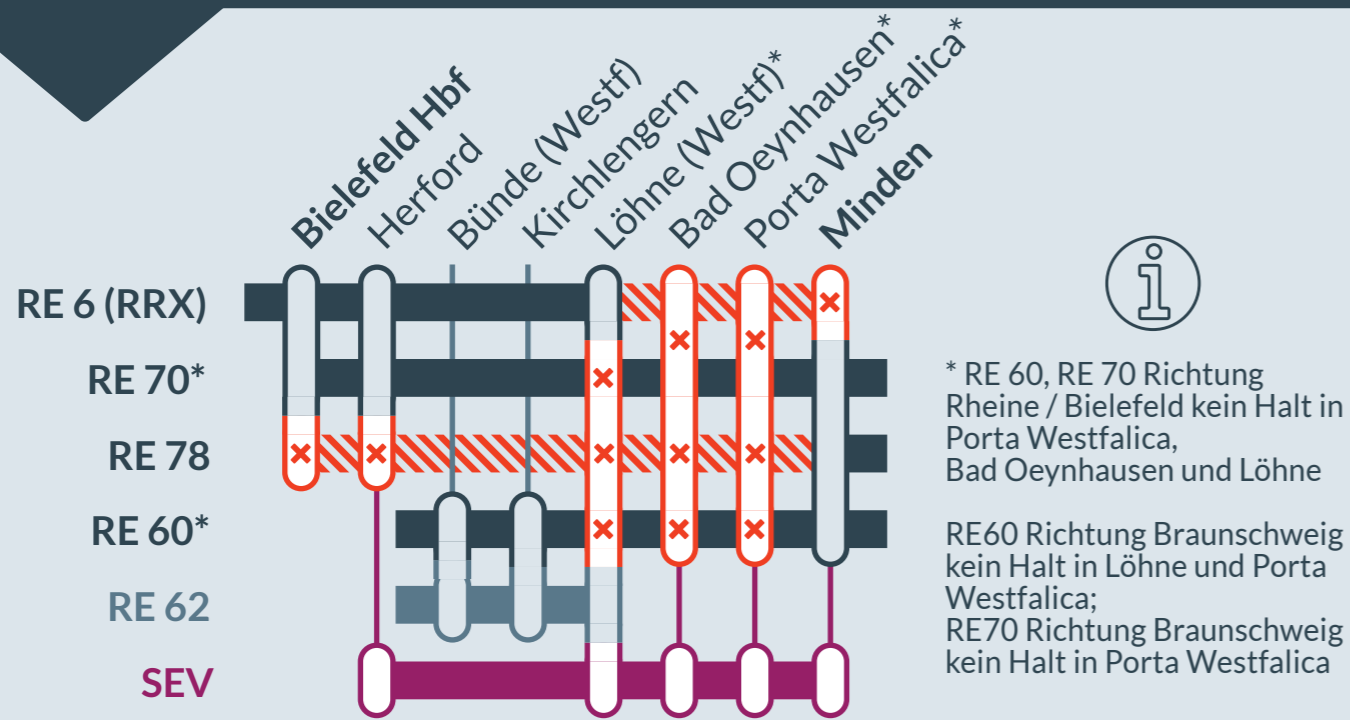 Bielefeld Hbf
Herford
Bünde (Westf)
Kirchlengern
Löhne (Westf)*
Bad Oeynhausen*
Porta Westfalica*
Minden
RE 6 (RRX)
RE 70*
RE 78
RE 60*
RE 62
SEV
i
* RE 60, RE 70 Richtung
Rheine / Bielefeld kein Halt in
Porta Westfalica,
Bad Oeynhausen und Löhne
RE60 Richtung Braunschweig
kein Halt in Löhne und Porta
Westfalica;
RE70 Richtung Braunschweig
kein Halt in Porta Westfalica